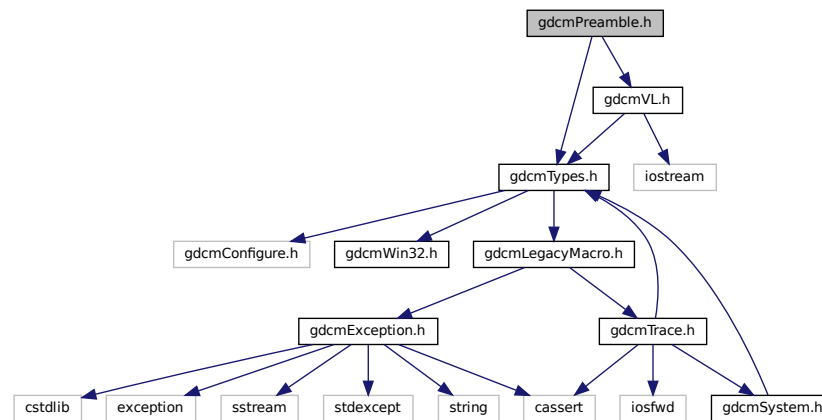 gdcmPreamble.h
gdcmVL.h
gdcmTypes.h
iostream
gdcmConfigure.h
gdcmWin32.h
gdcmLegacyMacro.h
gdcmException.h
gdcmTrace.h
cstdlib
exception
sstream
stdexcept
string
cassert
iosfwd
gdcmSystem.h